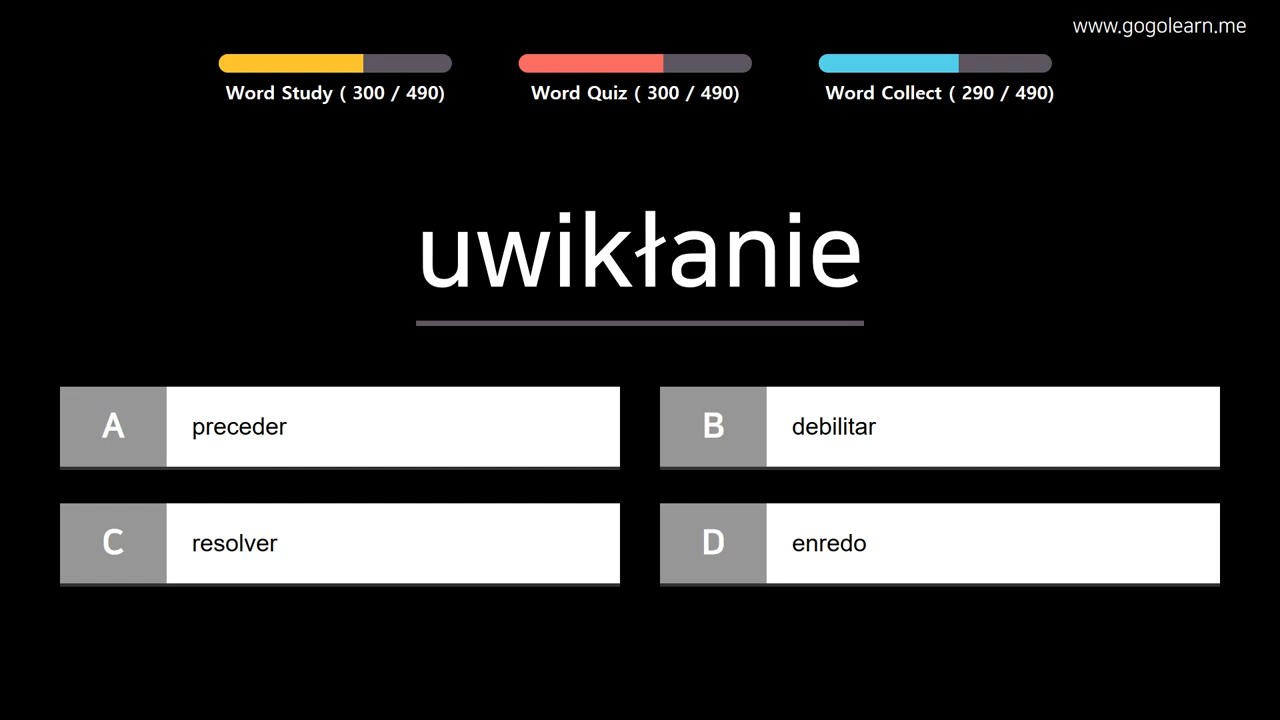 www.gogolearn.me
Word Study ( 300 / 490)
Word Quiz ( 300 / 490)
Word Collect ( 290 / 490)
uwikłanie
A preceder
B debilitar
C resolver
D enredo